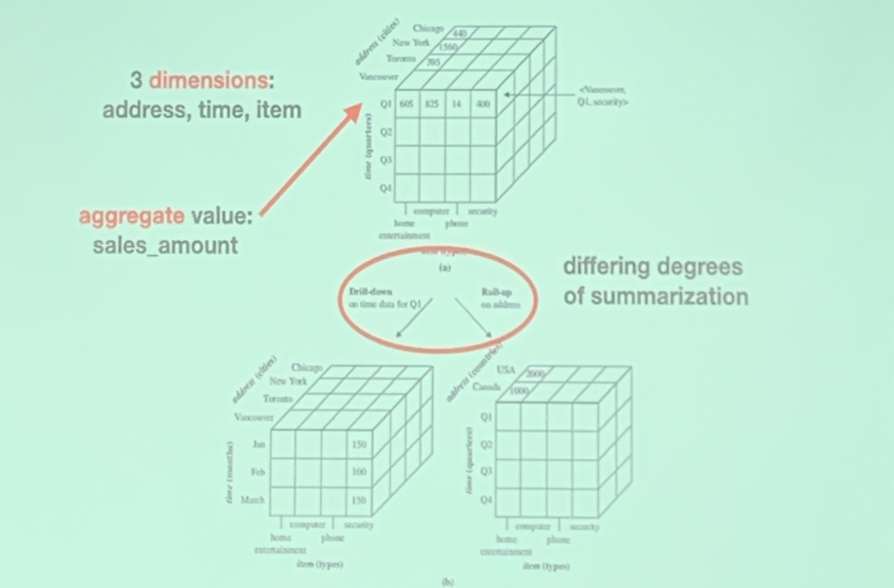 address (cities)
Chicago
New York
Toronto
Vancouver
440
1560
395
3 dimensions:
address, time, item
Q1 605 825 14 400
Q2
Q3
Q4
time (quarters)
<Vancouver,
Q1, security>
aggregate value:
sales_amount
computer security
home phone
entertainment
item (types)
(a)
Drill-down
on time data for Q1
Roll-up
on address
differing degrees
of summarization
address (cities)
Chicago
New York
Toronto
Vancouver
Jan 150
Feb 100
March 150
time (months)
computer security
home phone
entertainment
item (types)
address (countries)
USA 2000
Canada 1000
Q1
Q2
Q3
Q4
time (quarters)
computer security
home phone
entertainment
item (types)
(b)